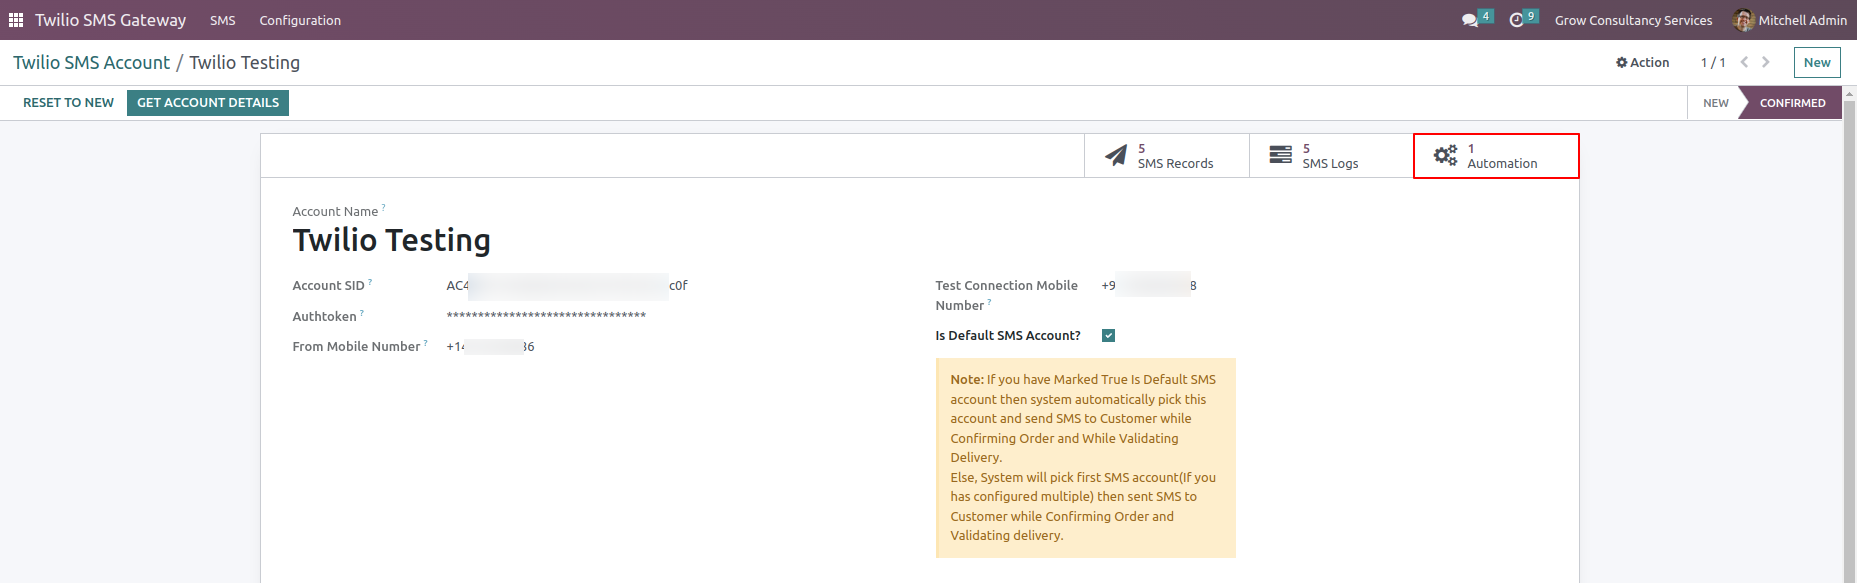 Twilio SMS Gateway SMS Configuration 4 9 Grow Consultancy Services Mitchell Admin
Twilio SMS Account / Twilio Testing Action 1 / 1 New
RESET TO NEW GET ACCOUNT DETAILS NEW CONFIRMED
5 SMS Records
5 SMS Logs
1 Automation
Account Name ?
Twilio Testing
Account SID ? AC4 c0f
Authtoken ? ********************************
From Mobile Number ? +14 36
Test Connection Mobile +9 8
Number ?
Is Default SMS Account?
Note: If you have Marked True Is Default SMS
account then system automatically pick this
account and send SMS to Customer while
Confirming Order and While Validating
Delivery.
Else, System will pick first SMS account(If you
has configured multiple) then sent SMS to
Customer while Confirming Order and
Validating delivery.